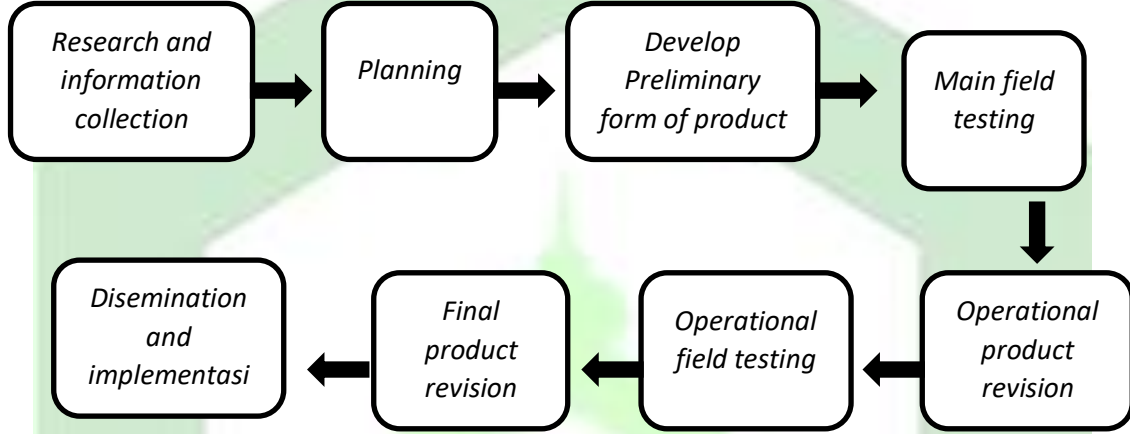 Research and
information
collection
Planning
Develop
Preliminary
form of product
Main field
testing
Operational
product
revision
Operational
field testing
Final
product
revision
Disemination
and
implementasi